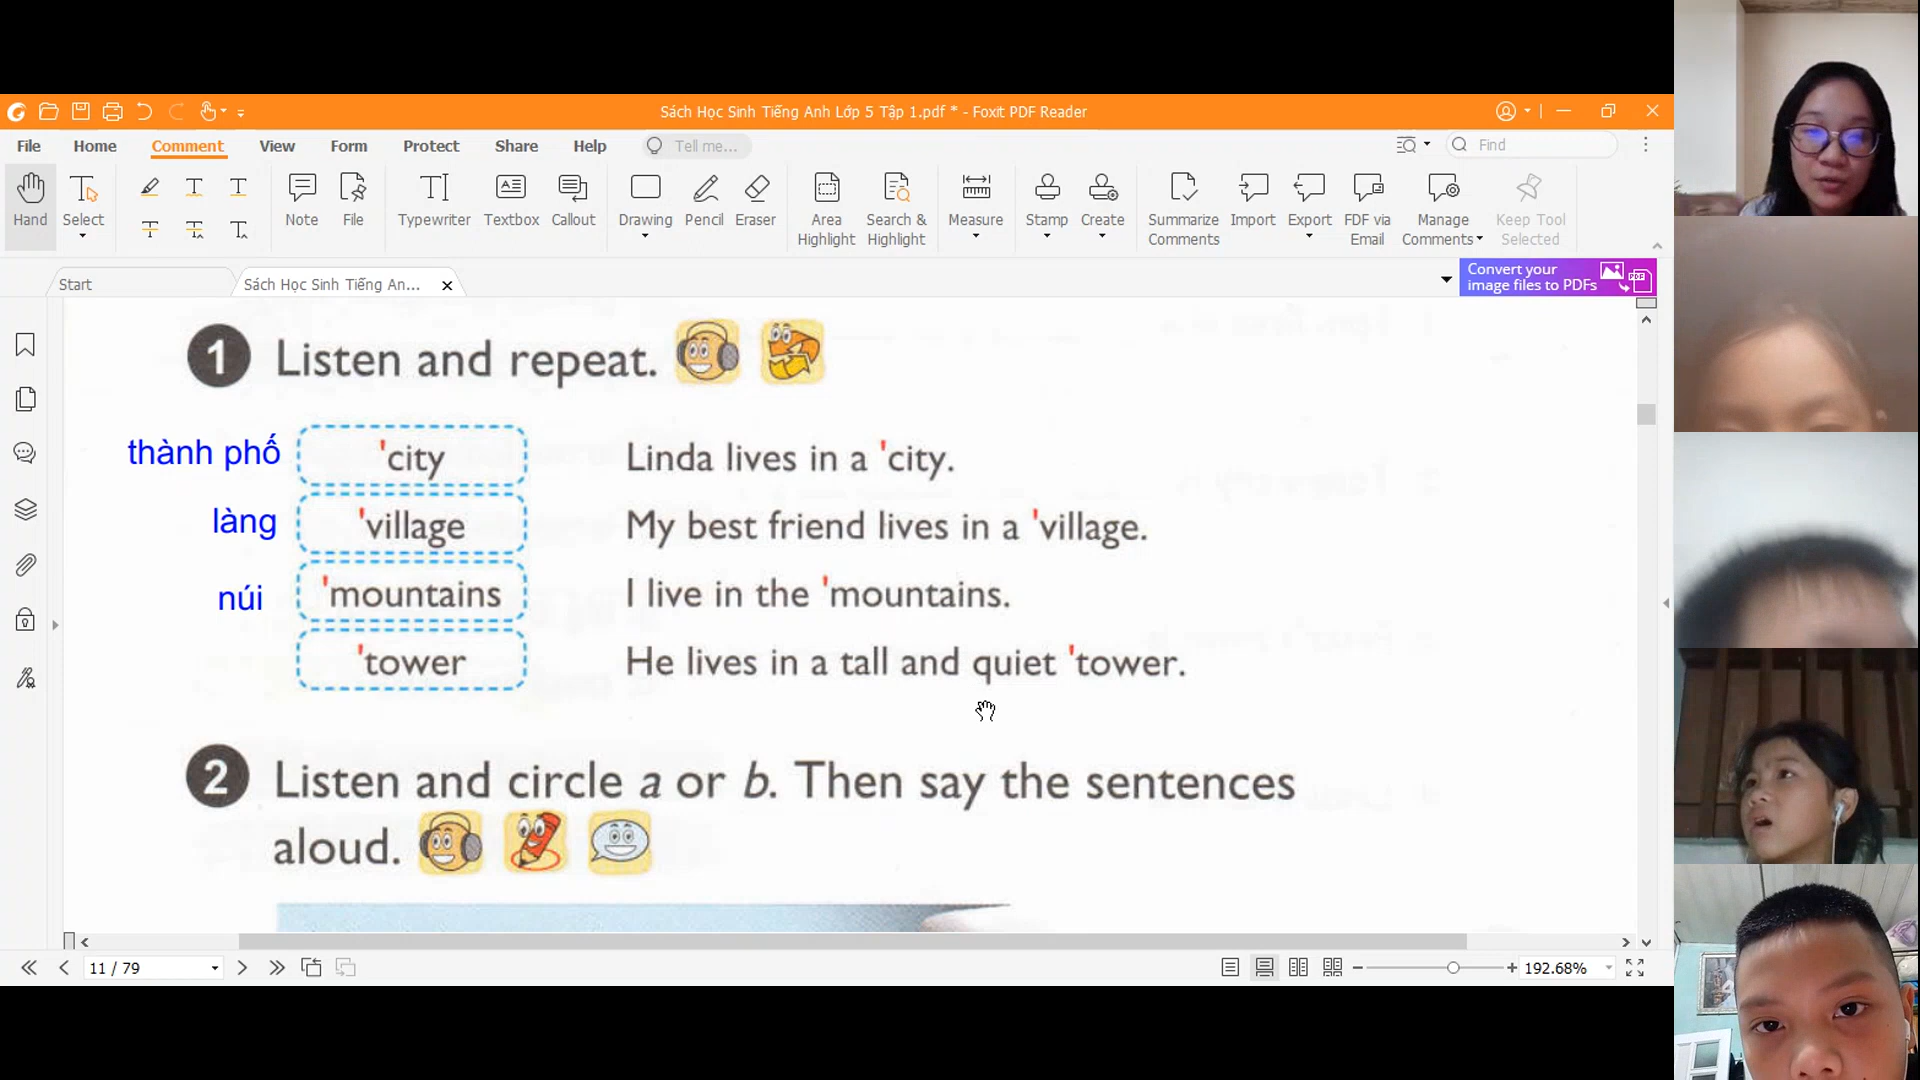 Sách Học Sinh Tiếng Anh Lớp 5 Tập 1.pdf * - Foxit PDF Reader
File Home Comment View Form Protect Share Help Tell me... Find
Hand Select Note File Typewriter Textbox Callout Drawing Pencil Eraser Area Highlight Search & Highlight Measure Stamp Create Summarize Comments Import Export FDF via Email Manage Comments Keep Tool Selected
Start Sách Học Sinh Tiếng An...
Convert your
image files to PDFs
PDF
1 Listen and repeat.
thành phố 'city Linda lives in a 'city.
làng 'village My best friend lives in a 'village.
núi 'mountains I live in the 'mountains.
'tower He lives in a tall and quiet 'tower.
2 Listen and circle a or b. Then say the sentences
aloud.
11 / 79 192.68%